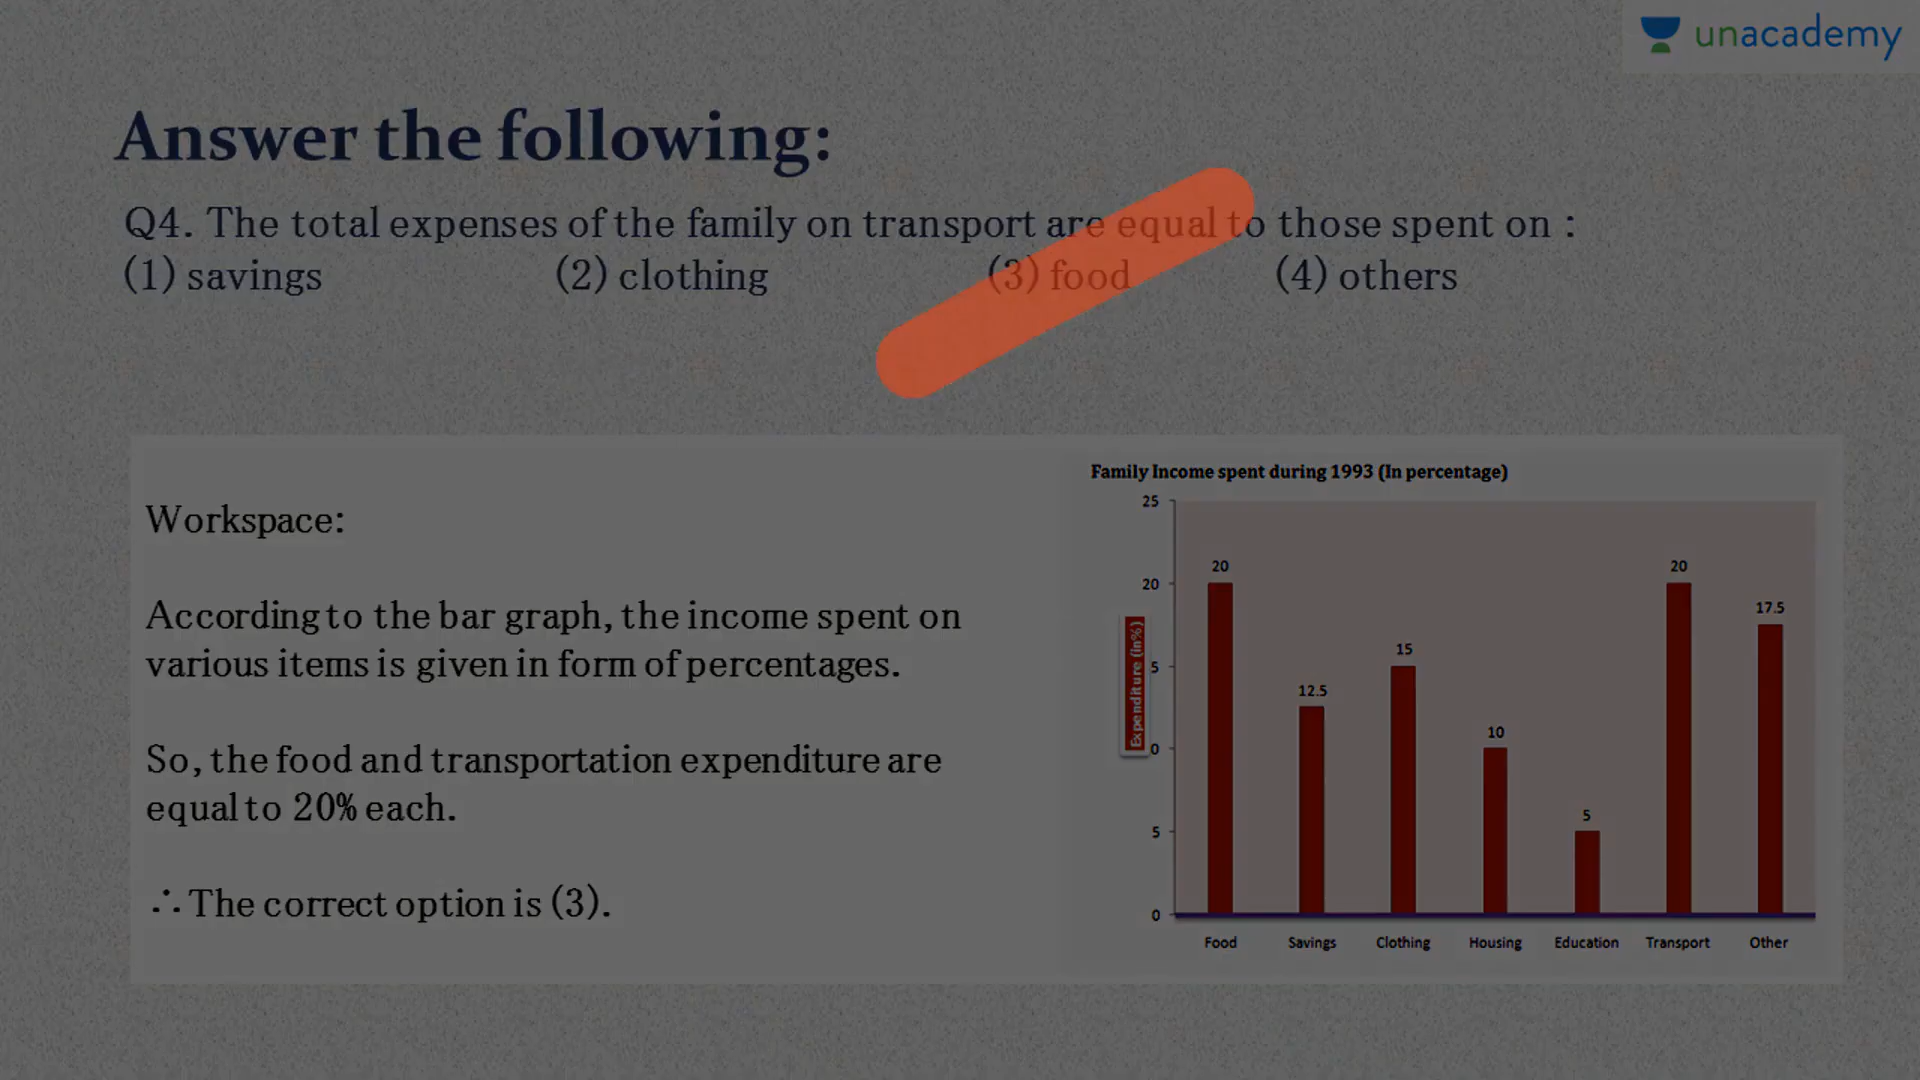 unacademy
Answer the following:
Q4. The total expenses of the family on transport are equal to those spent on :
(1) savings (2) clothing (3) food (4) others
Workspace:
According to the bar graph, the income spent on
various items is given in form of percentages.
So, the food and transportation expenditure are
equal to 20% each.
∴ The correct option is (3).
Family Income spent during 1993 (In percentage)
Expenditure (in%)
25
20
5
0
5
0
20
12.5
15
10
5
20
17.5
Food Savings Clothing Housing Education Transport Other